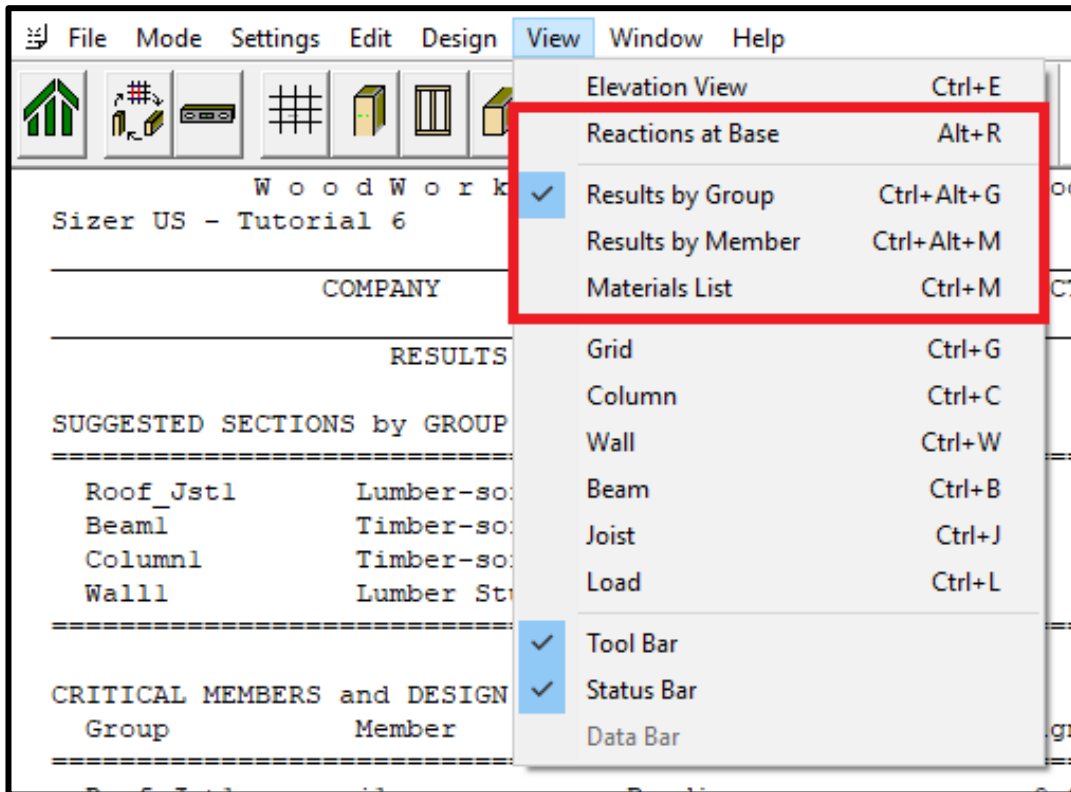 File Mode Settings Edit Design View Window Help
Elevation View Ctrl+E
Reactions at Base Alt+R
Results by Group Ctrl+Alt+G
Results by Member Ctrl+Alt+M
Materials List Ctrl+M
Grid Ctrl+G
Column Ctrl+C
Wall Ctrl+W
Beam Ctrl+B
Joist Ctrl+J
Load Ctrl+L
Tool Bar
Status Bar
Data Bar
W o o d W o r k
Sizer US - Tutorial 6
COMPANY
RESULTS
SUGGESTED SECTIONS by GROUP
Roof_Jst1 Lumber-so
Beam1 Timber-so
Column1 Timber-so
Wall1 Lumber St
CRITICAL MEMBERS and DESIGN
Group Member